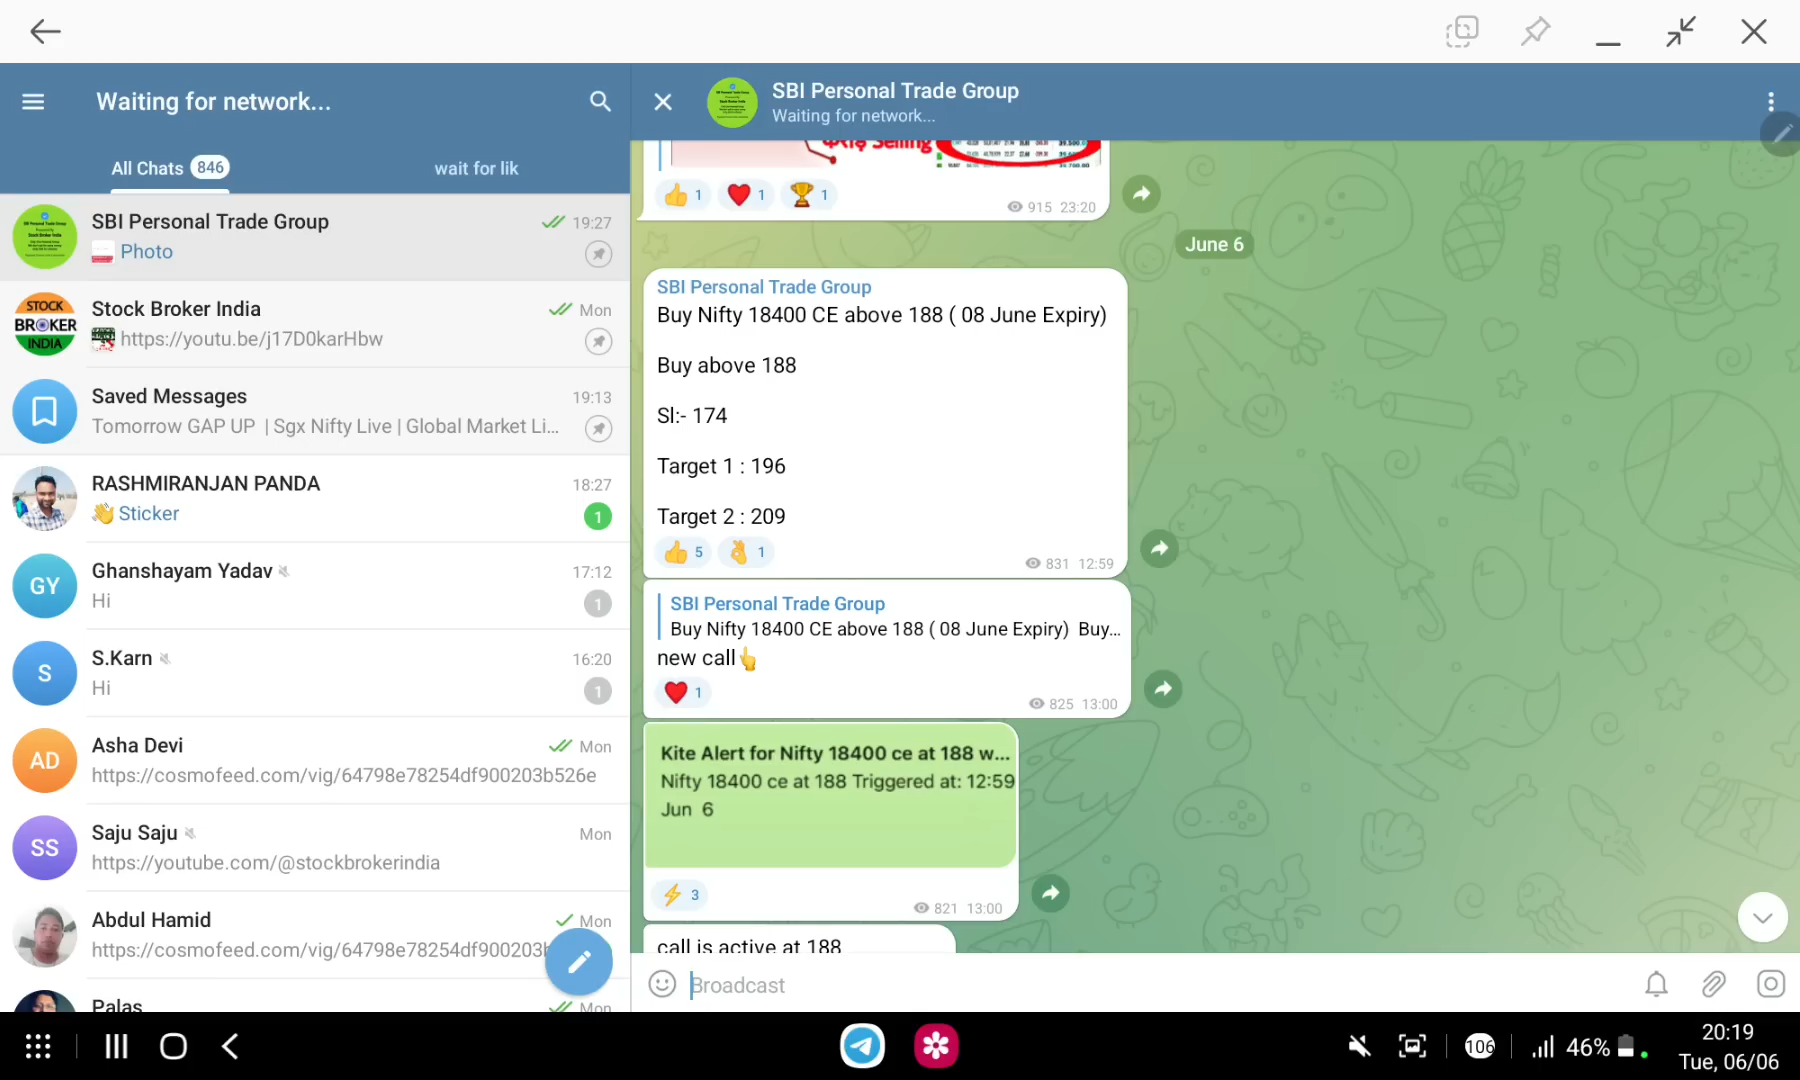 Waiting for network...
All Chats 846
wait for lik
SBI Personal Trade Group
19:27
Photo
STOCK
BROKER
INDIA
Stock Broker India
Mon
https://youtu.be/j17D0karHbw
Saved Messages
19:13
Tomorrow GAP UP | Sgx Nifty Live | Global Market Li...
RASHMIRANJAN PANDA
18:27
👋 Sticker
1
GY
Ghanshayam Yadav
17:12
Hi
1
S
S.Karn
16:20
Hi
1
AD
Asha Devi
Mon
https://cosmofeed.com/vig/64798e78254df900203b526e
SS
Saju Saju
Mon
https://youtube.com/@stockbrokerindia
Abdul Hamid
Mon
https://cosmofeed.com/vig/64798e78254df900203
Palas
Mon
SBI Personal Trade Group
Waiting for network...
Selling
👍 1 ❤️ 1 🏆 1
915 23:20
June 6
SBI Personal Trade Group
Buy Nifty 18400 CE above 188 ( 08 June Expiry)
Buy above 188
Sl:- 174
Target 1 : 196
Target 2 : 209
👍 5 👌 1
831 12:59
SBI Personal Trade Group
Buy Nifty 18400 CE above 188 ( 08 June Expiry) Buy...
new call👆
❤️ 1
825 13:00
Kite Alert for Nifty 18400 ce at 188 w...
Nifty 18400 ce at 188 Triggered at: 12:59
Jun 6
⚡ 3
821 13:00
call is active at 188
Broadcast
106
46%
20:19
Tue, 06/06